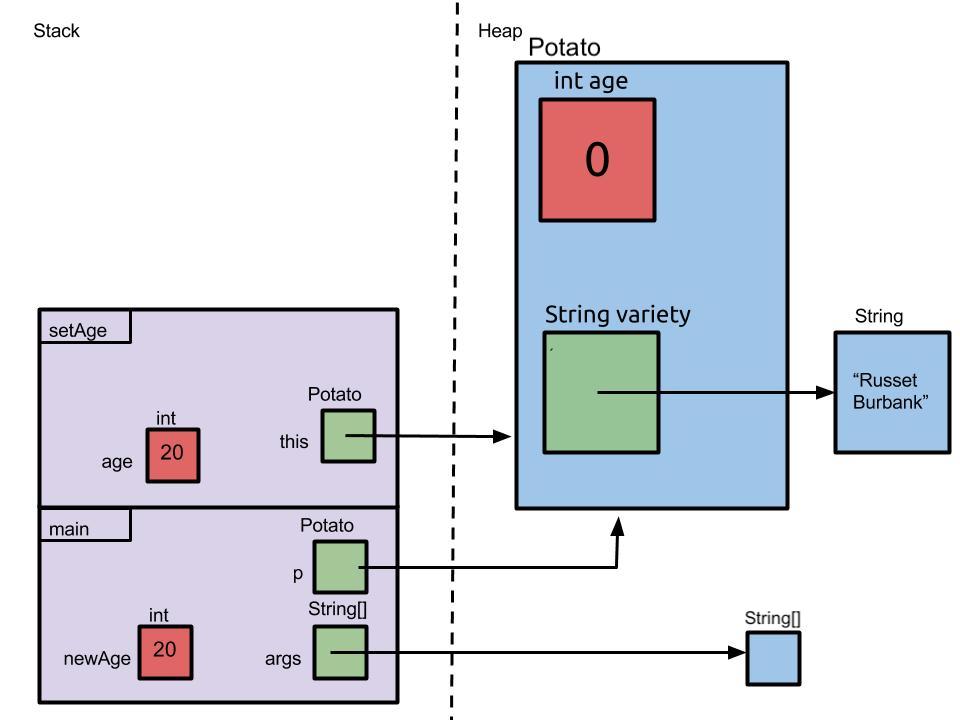 Stack
Heap
Potato
int age
0
String variety
String
“Russet
Burbank”
setAge
Potato
this
int
age
20
main
Potato
p
String[]
args
int
newAge
20
String[]